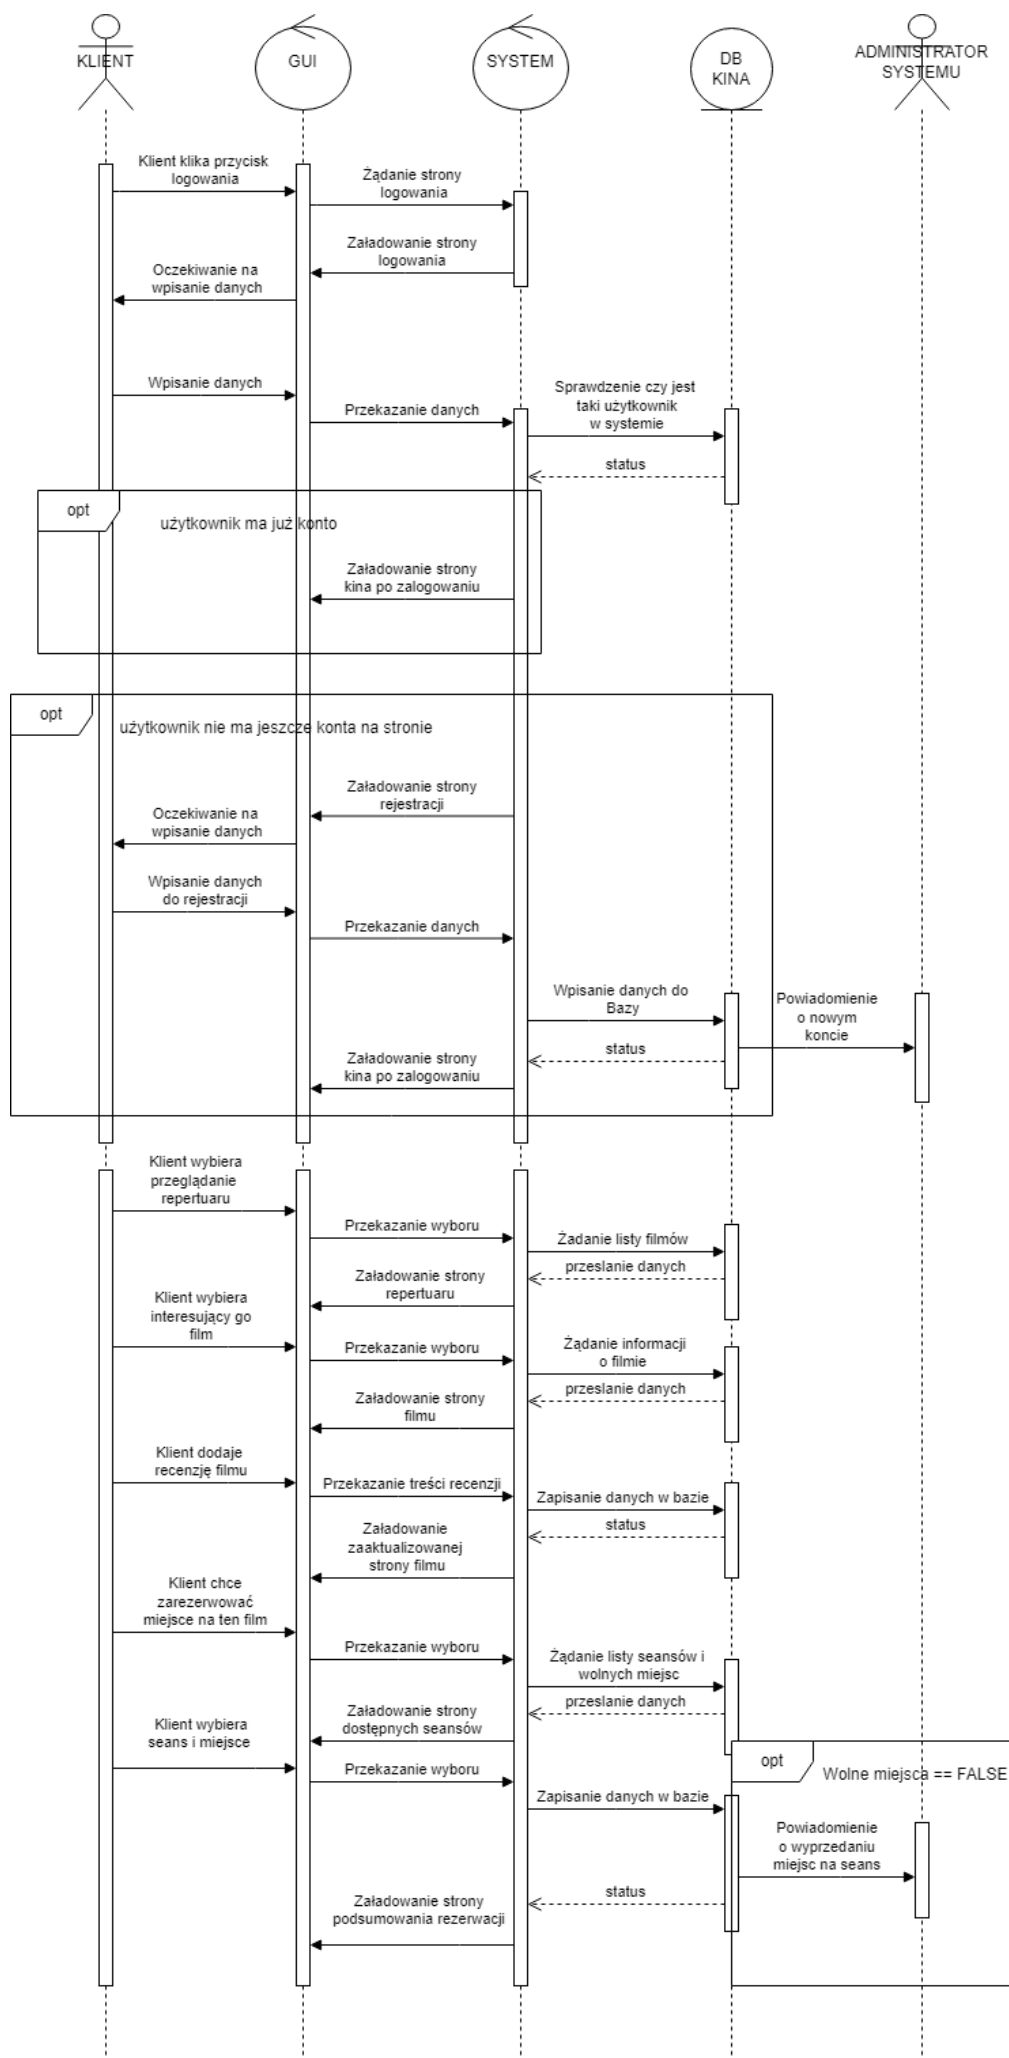 KLIENT
GUI
SYSTEM
DB
KINA
ADMINISTRATOR
SYSTEMU
Klient klika przycisk
logowania
Żądanie strony
logowania
Załadowanie strony
logowania
Oczekiwanie na
wpisanie danych
Wpisanie danych
Przekazanie danych
Sprawdzenie czy jest
taki użytkownik
w systemie
status
opt
użytkownik ma już konto
Załadowanie strony
kina po zalogowaniu
opt
użytkownik nie ma jeszcze konta na stronie
Załadowanie strony
rejestracji
Oczekiwanie na
wpisanie danych
Wpisanie danych
do rejestracji
Przekazanie danych
Wpisanie danych do
Bazy
Powiadomienie
o nowym
koncie
status
Załadowanie strony
kina po zalogowaniu
Klient wybiera
przeglądanie
repertuaru
Przekazanie wyboru
Żadanie listy filmów
przeslanie danych
Załadowanie strony
repertuaru
Klient wybiera
interesujący go
film
Przekazanie wyboru
Żądanie informacji
o filmie
przeslanie danych
Załadowanie strony
filmu
Klient dodaje
recenzję filmu
Przekazanie treści recenzji
Zapisanie danych w bazie
status
Załadowanie
zaaktualizowanej
strony filmu
Klient chce
zarezerwować
miejsce na ten film
Przekazanie wyboru
Żądanie listy seansów i
wolnych miejsc
przeslanie danych
Załadowanie strony
dostępnych seansów
Klient wybiera
seans i miejsce
Przekazanie wyboru
opt
Wolne miejsca == FALSE
Zapisanie danych w bazie
Powiadomienie
o wyprzedaniu
miejsc na seans
status
Załadowanie strony
podsumowania rezerwacji